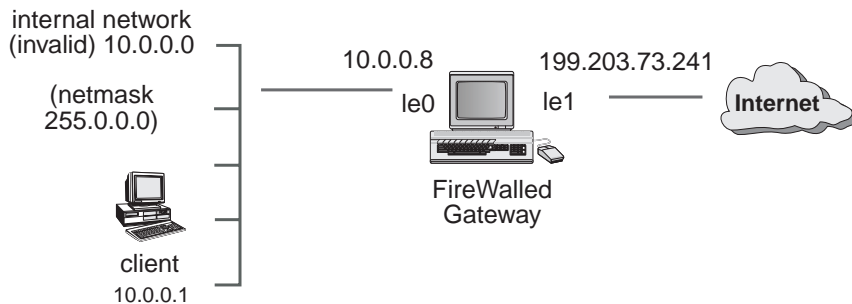 internal network
(invalid) 10.0.0.0
(netmask
255.0.0.0)
client
10.0.0.1
10.0.0.8
le0
199.203.73.241
le1
FireWalled
Gateway
Internet